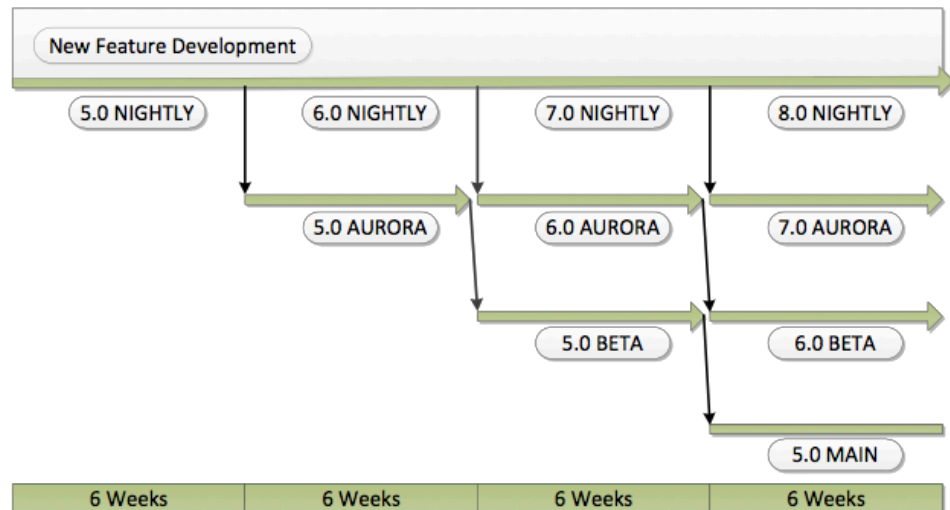 New Feature Development
5.0 NIGHTLY 6.0 NIGHTLY 7.0 NIGHTLY 8.0 NIGHTLY
5.0 AURORA 6.0 AURORA 7.0 AURORA
5.0 BETA 6.0 BETA
5.0 MAIN
6 Weeks 6 Weeks 6 Weeks 6 Weeks